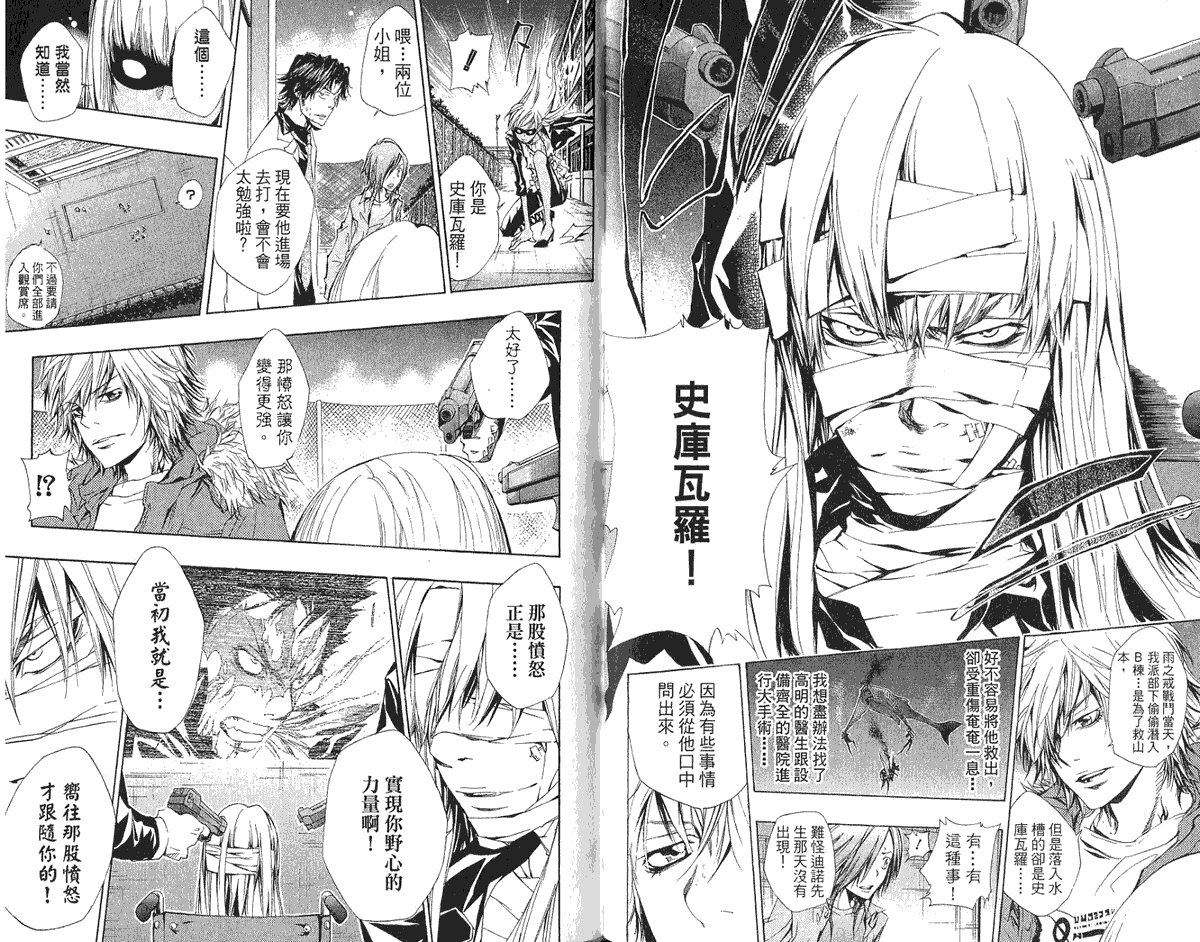 史庫瓦羅！
雨之戒戰鬥當天，
我派部下偷偷潛入
B棟…是為了救山
本，
但是落入水
槽的卻是史
庫瓦羅……
好不容易將他救出，
卻受重傷奄奄一息…
我想盡辦法找了
高明的醫生跟設
備齊全的醫院進
行大手術……
有…有
這種事！
！
難怪迪諾先
生那天沒有
出現！
因為有些事情
必須從他口中
問出來。
！
你是
史庫瓦羅！
喂…兩位
小姐，
現在要他進場
去打，會不會
太勉強啦？
這個……
我當然
知道……
？
不過要請
你們全部進
入觀賞席。
太好了……
那憤怒讓你
變得更強。
！？
那股憤怒
正是……
實現你野心的
力量啊！
當初我就是…
嚮往那股憤怒
才跟隨你的！